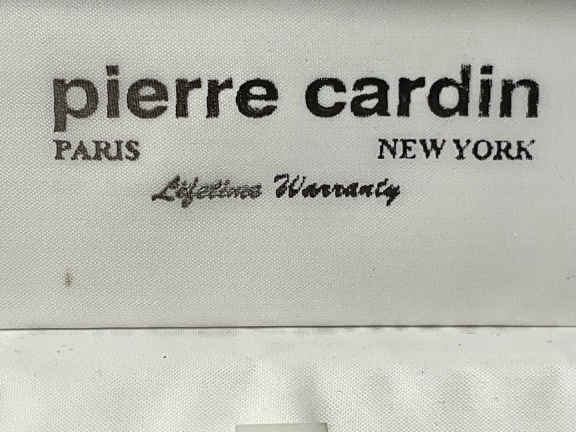 pierre cardin
PARIS NEW YORK
Lifetime Warranty